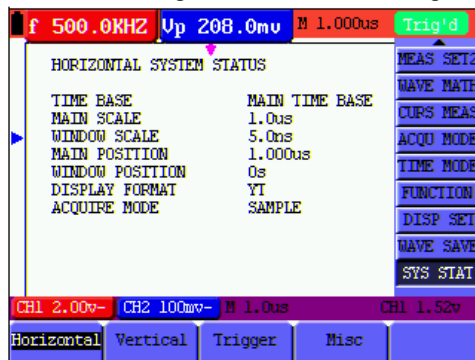 f 500.0KHZ Vp 208.0mv M 1.000us Trig'd
HORIZONTAL SYSTEM STATUS
TIME BASE MAIN TIME BASE
MAIN SCALE 1.0us
WINDOW SCALE 5.0ns
MAIN POSITION 1.000us
WINDOW POSITION 0s
DISPLAY FORMAT YT
ACQUIRE MODE SAMPLE
MEAS SET2
WAVE MATH
CURS MEAS
ACQU MODE
TIME MODE
FUNCTION
DISP SET
WAVE SAVE
SYS STAT
CH1 2.00v- CH2 100mv- M 1.0us CH1 1.52v
Horizontal Vertical Trigger Misc